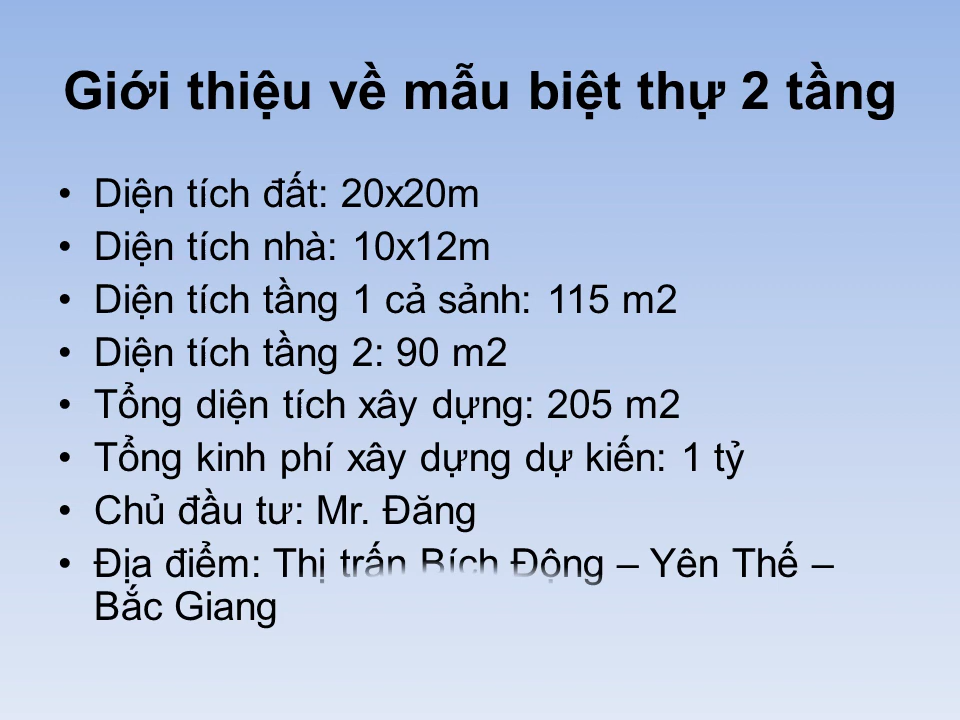 Giới thiệu về mẫu biệt thự 2 tầng
• Diện tích đất: 20x20m
• Diện tích nhà: 10x12m
• Diện tích tầng 1 cả sảnh: 115 m2
• Diện tích tầng 2: 90 m2
• Tổng diện tích xây dựng: 205 m2
• Tổng kinh phí xây dựng dự kiến: 1 tỷ
• Chủ đầu tư: Mr. Đăng
• Địa điểm: Thị trấn Bích Động – Yên Thế –
Bắc Giang